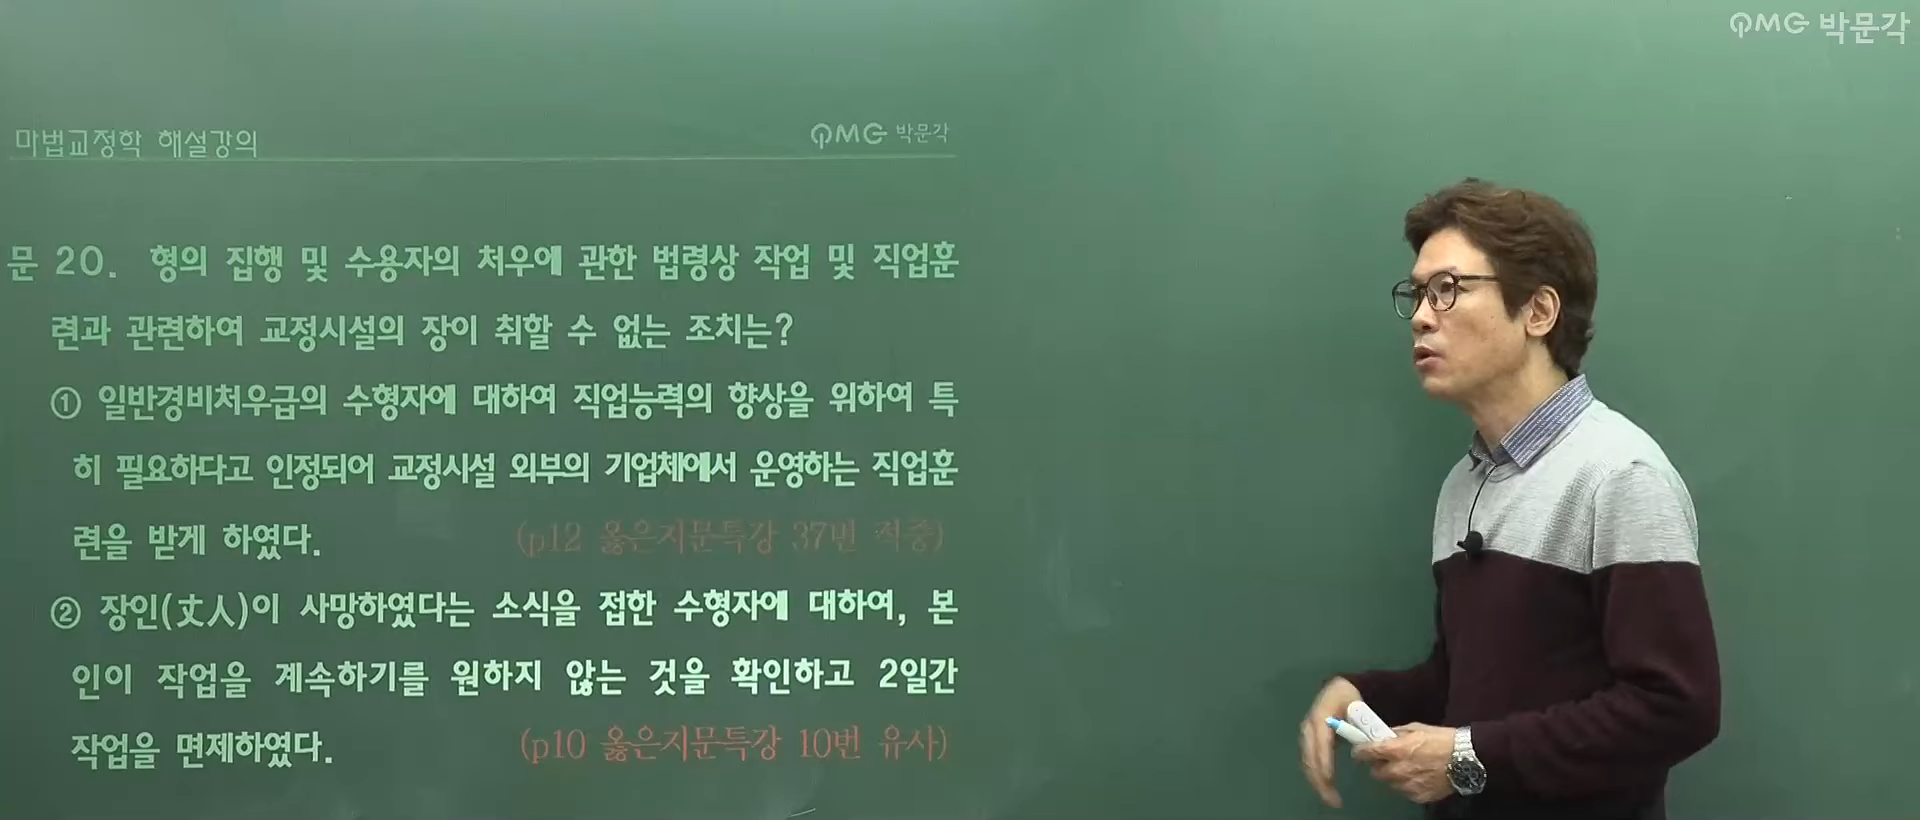 PMG 박문각
마법교정학 해설강의
PMG 박문각
문 20. 형의 집행 및 수용자의 처우에 관한 법령상 작업 및 직업훈
련과 관련하여 교정시설의 장이 취할 수 없는 조치는?
① 일반경비처우급의 수형자에 대하여 직업능력의 향상을 위하여 특
히 필요하다고 인정되어 교정시설 외부의 기업체에서 운영하는 직업훈
련을 받게 하였다.
(p12 옳은지문특강 37번 적중)
② 장인(丈人)이 사망하였다는 소식을 접한 수형자에 대하여, 본
인이 작업을 계속하기를 원하지 않는 것을 확인하고 2일간
작업을 면제하였다.
(p10 옳은지문특강 10번 유사)